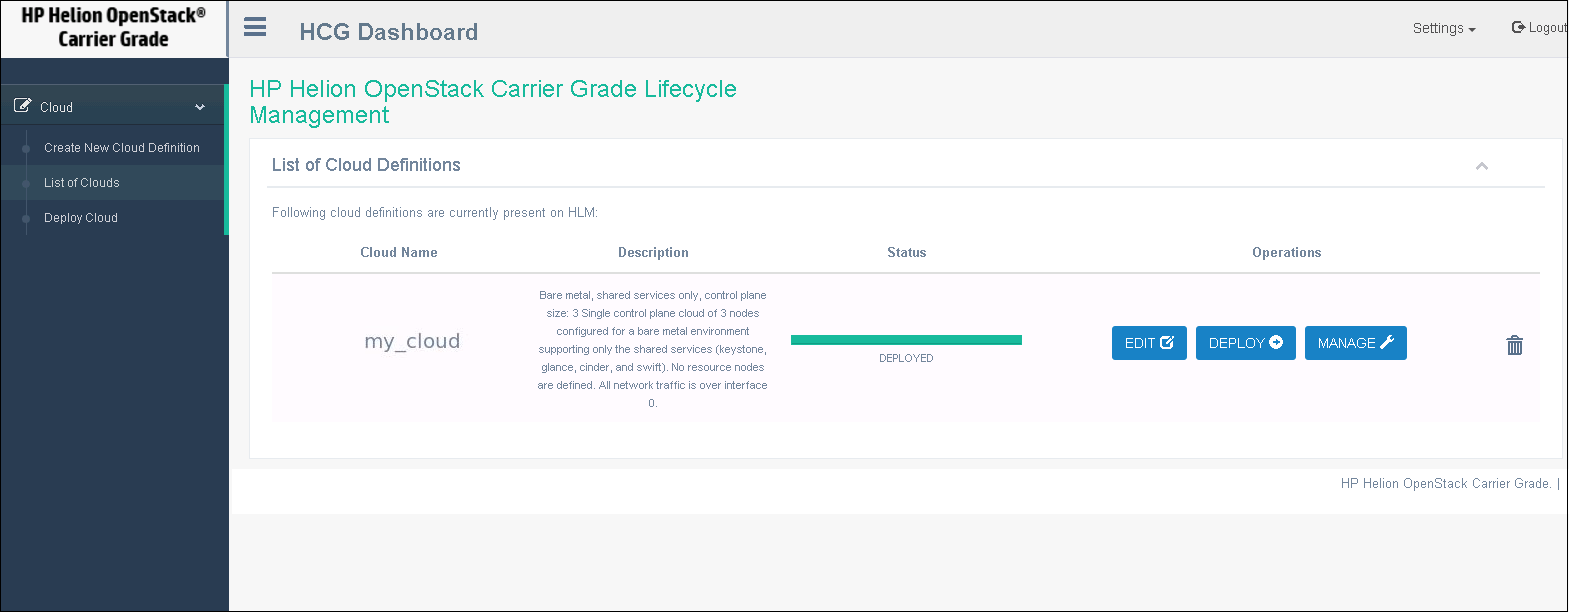 HP Helion OpenStack®
Carrier Grade
HCG Dashboard
Settings
Logout
Cloud
Create New Cloud Definition
List of Clouds
Deploy Cloud
HP Helion OpenStack Carrier Grade Lifecycle
Management
List of Cloud Definitions
Following cloud definitions are currently present on HLM:
Cloud Name Description Status Operations
my_cloud
Bare metal, shared services only, control plane
size: 3 Single control plane cloud of 3 nodes
configured for a bare metal environment
supporting only the shared services (keystone,
glance, cinder, and swift). No resource nodes
are defined. All network traffic is over interface
0.
DEPLOYED
EDIT DEPLOY MANAGE
HP Helion OpenStack Carrier Grade. |